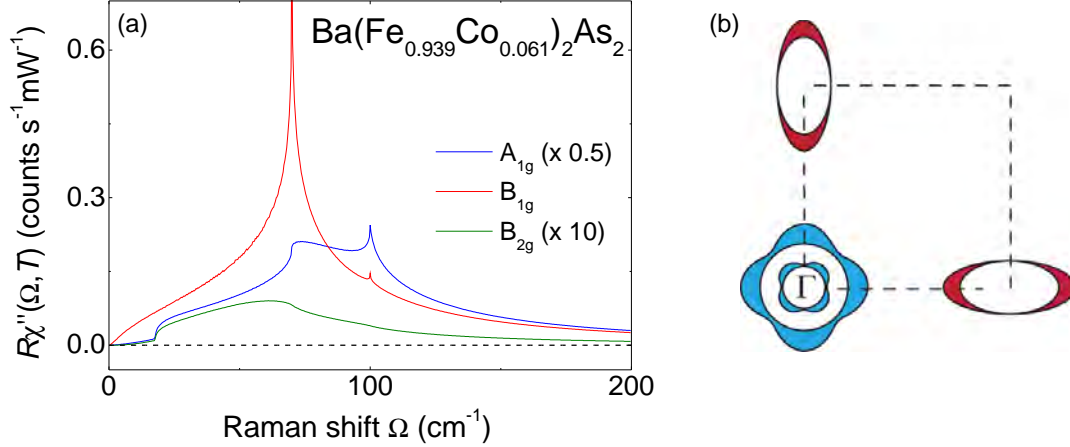 (a)
Ba(Fe0.939Co0.061)2As2
A1g (x 0.5)
B1g
B2g (x 10)
0.6
0.3
0.0
Rχ''(Ω,T) (counts s-1mW-1)
0
100
200
Raman shift Ω (cm-1)
(b)
Γ